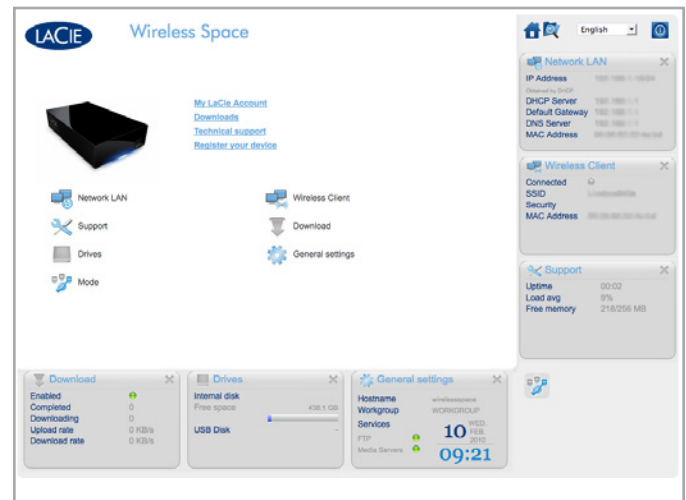 LACIE
Wireless Space
English
My LaCie Account
Downloads
Technical support
Register your device
Network LAN
Wireless Client
Support
Download
Drives
General settings
Mode
Network LAN
IP Address
Obtained by DHCP
DHCP Server
Default Gateway
DNS Server
MAC Address
Wireless Client
Connected
SSID
Security
MAC Address
Support
Uptime 00:02
Load avg 9%
Free memory 218/256 MB
Download
Enabled
Completed 0
Downloading 0
Upload rate 0 KB/s
Download rate 0 KB/s
Drives
Internal disk
Free space
USB Disk -
General settings
Hostname wirelessspace
Workgroup WORKGROUP
Services
FTP
Media Servers
10 WED. FEB. 2010
09:21